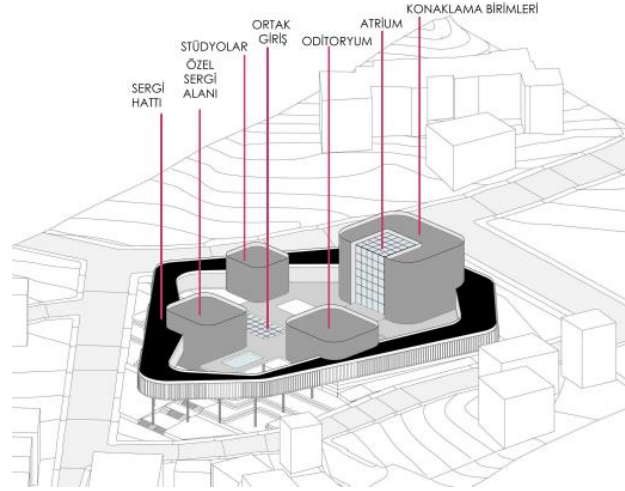 KONAKLAMA BİRİMLERİ
ORTAK
GİRİŞ
ATRİUM
STÜDYOLAR
ODİTORYUM
ÖZEL
SERGİ
ALANI
SERGİ
HATTI